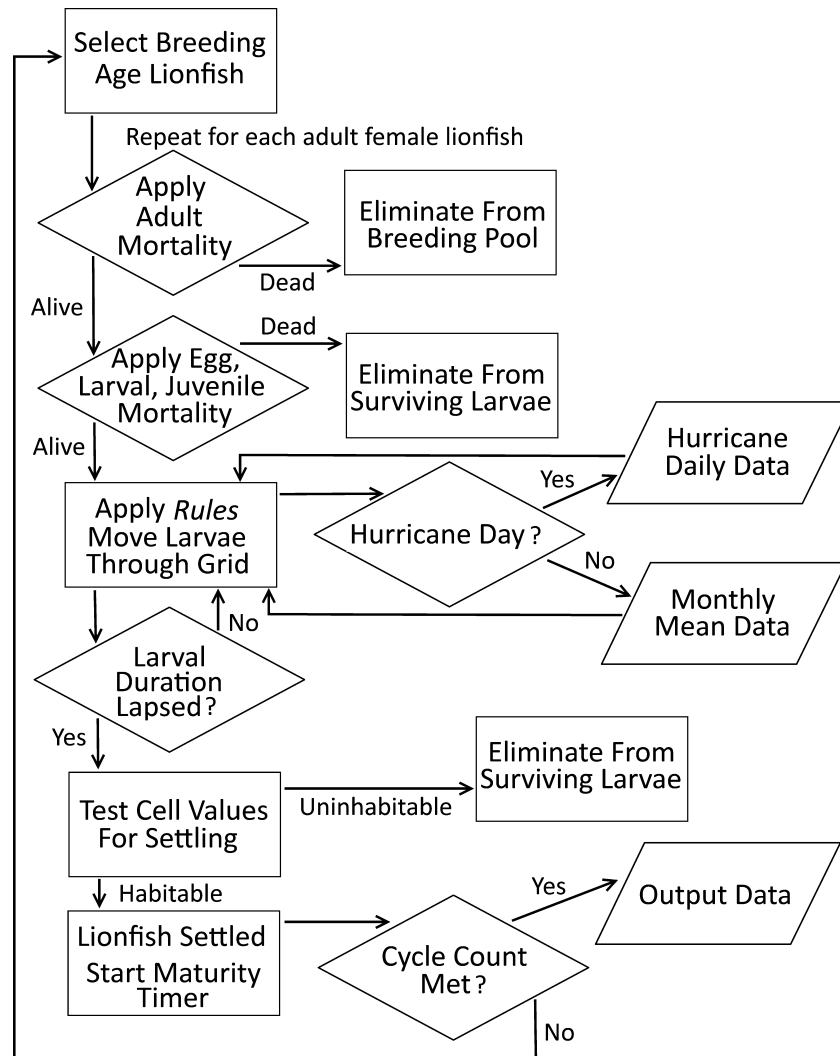 Select Breeding
Age Lionfish
Repeat for each adult female lionfish
Apply
Adult
Mortality
Eliminate From
Breeding Pool
Dead
Alive
Dead
Apply Egg,
Larval, Juvenile
Mortality
Eliminate From
Surviving Larvae
Alive
Hurricane
Daily Data
Yes
Apply Rules
Move Larvae
Through Grid
Hurricane Day?
No
Monthly
Mean Data
No
Larval
Duration
Lapsed?
Yes
Eliminate From
Surviving Larvae
Test Cell Values
For Settling
Uninhabitable
Habitable
Yes
Output Data
Lionfish Settled
Start Maturity
Timer
Cycle Count
Met?
No